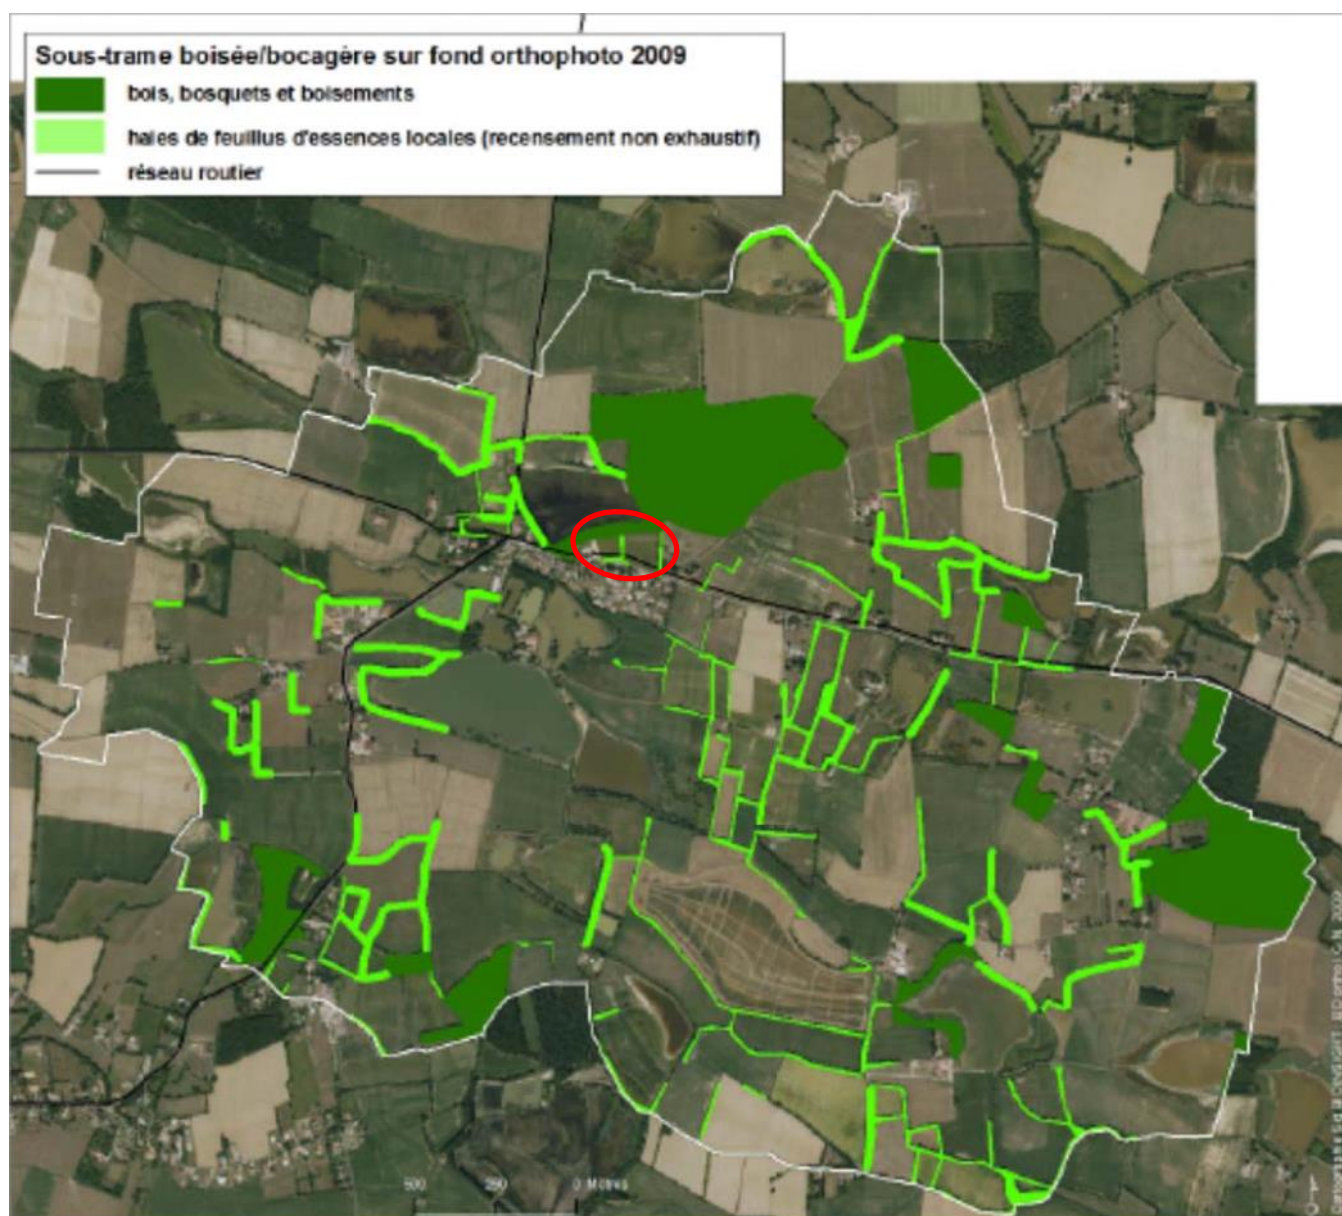 Sous-trame boisée/bocagère sur fond orthophoto 2009
bois, bosquets et boisements
haies de feuillus d'essences locales (recensement non exhaustif)
réseau routier
500 250 0 Mètres